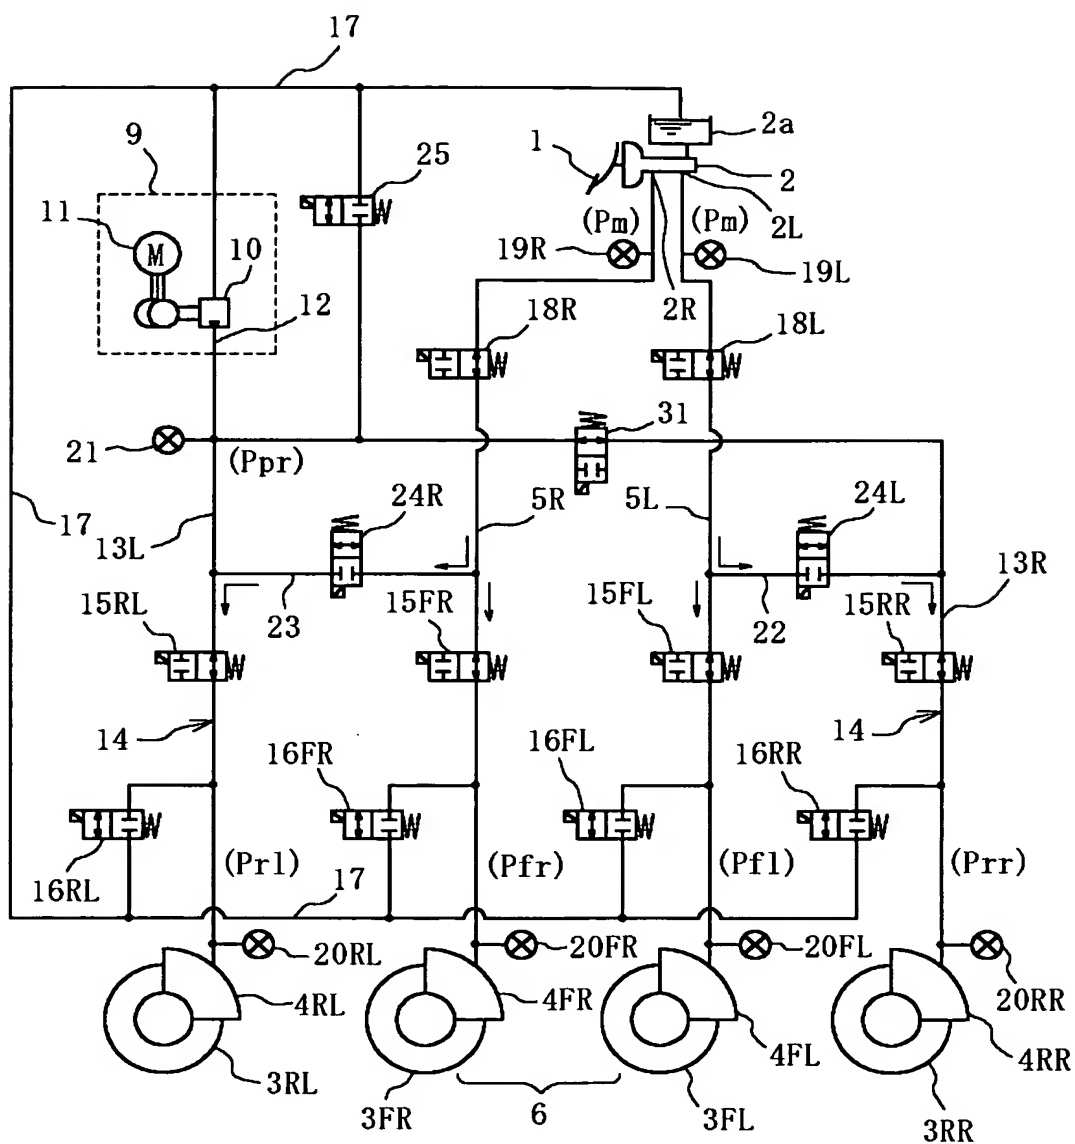 17
2a
9
1
25
2
11
(Pm)
(Pm)
2L
M
10
19R
19L
12
2R
18R
18L
31
21
(Ppr)
24R
5R
5L
24L
17
13L
13R
15RL
23
15FR
15FL
22
15RR
14
16FR
16FL
16RR
14
(Prl)
(Pfr)
(Pfl)
(Prr)
16RL
17
20RL
20FR
20FL
20RR
4RL
4FR
4FL
4RR
3RL
3FR
6
3FL
3RR